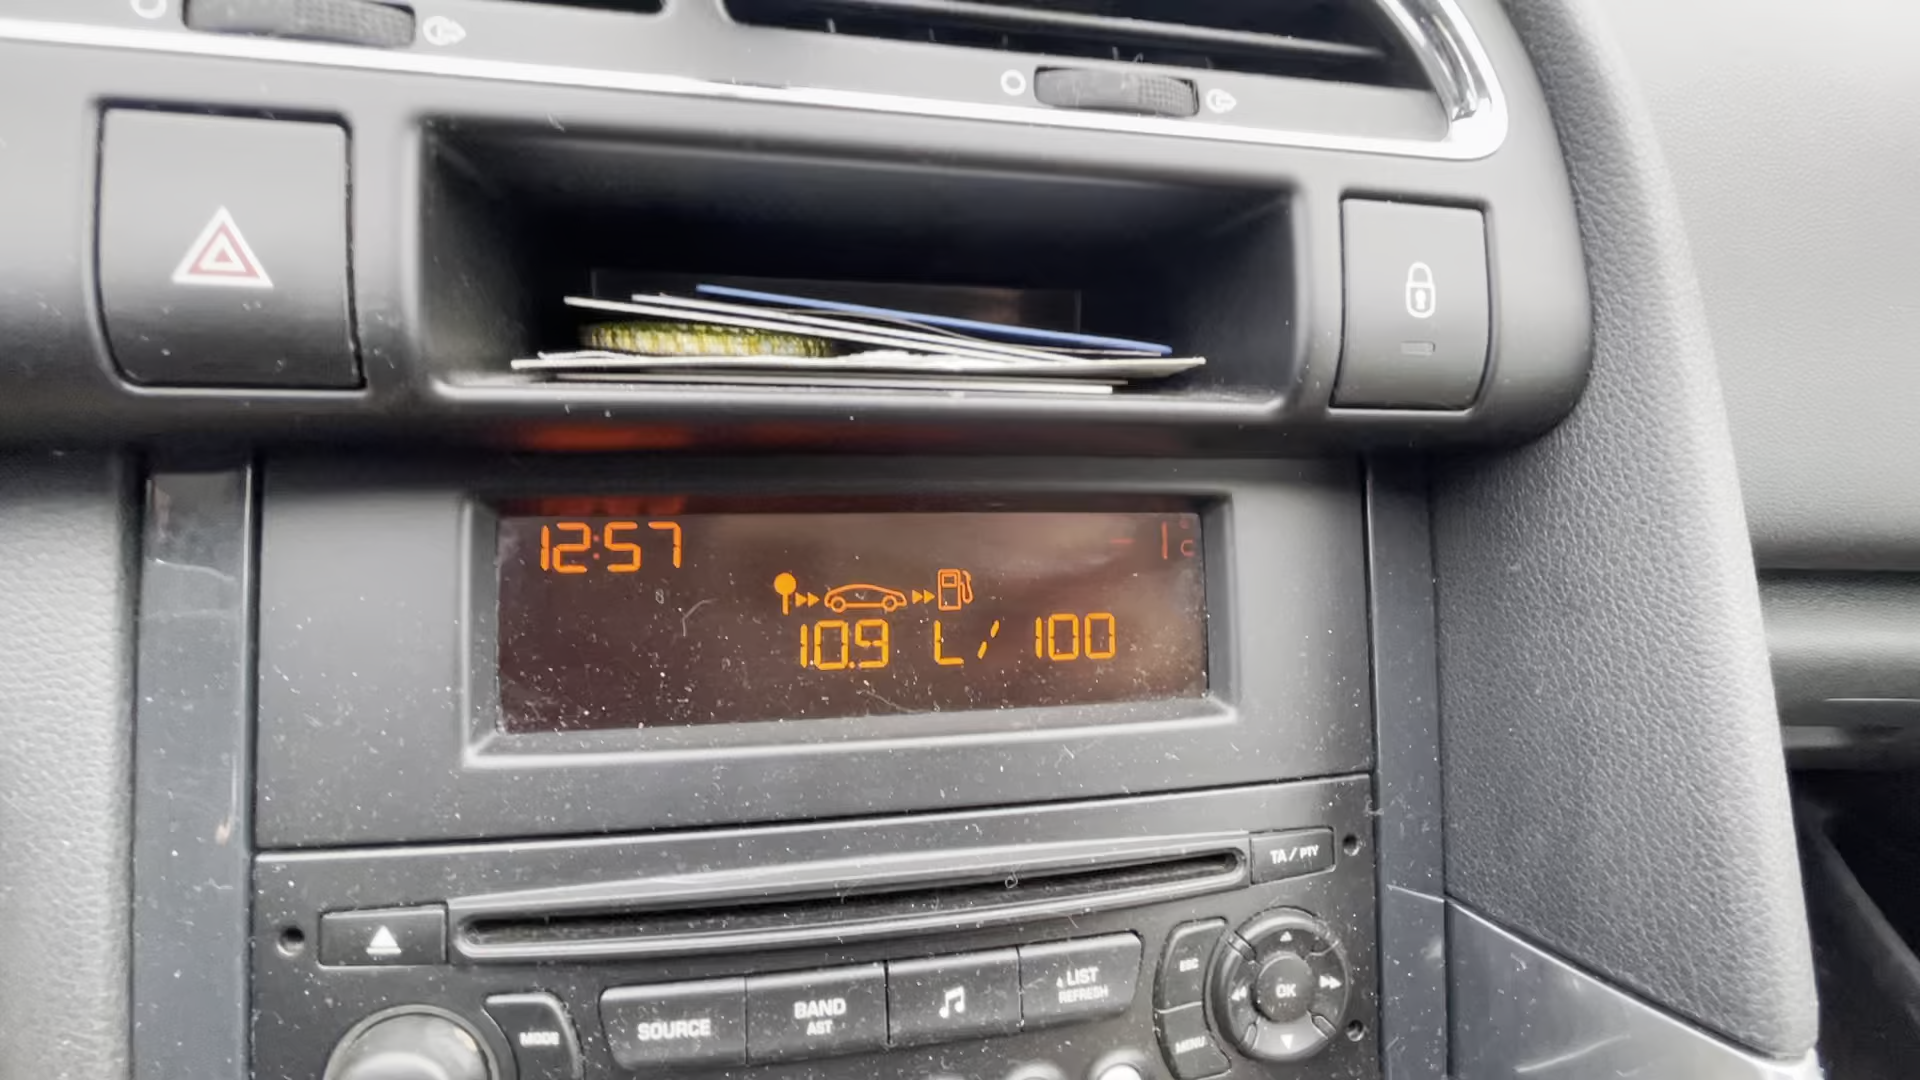 12:57
-1°C
10.9 L/100
TA/PTY
LIST
REFRESH
BAND
AST
SOURCE
MODE
ESC
OK
MENU